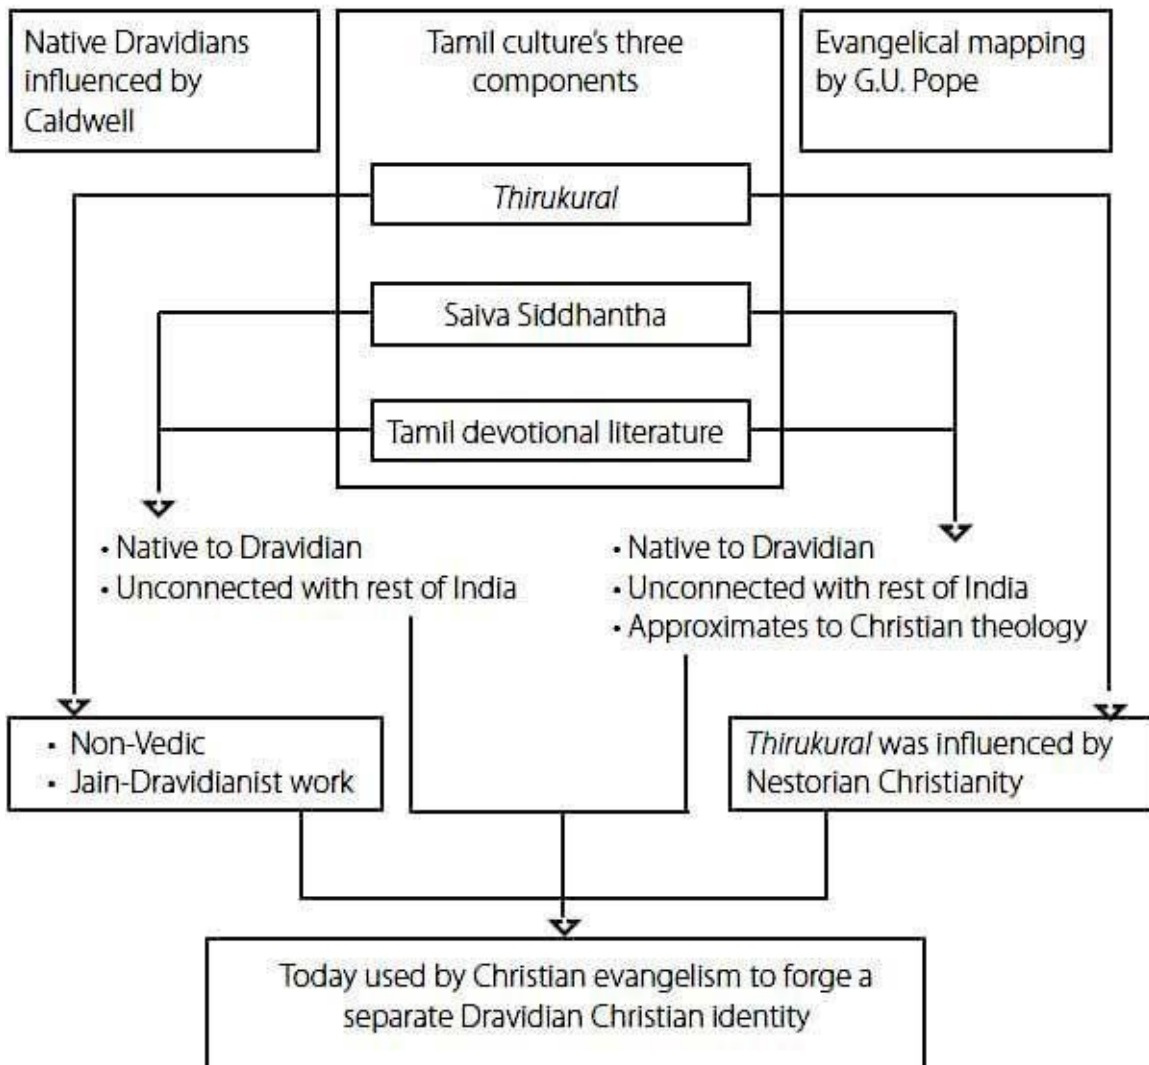 Native Dravidians
influenced by
Caldwell
Tamil culture's three
components
Evangelical mapping
by G.U. Pope
Thirukural
Saiva Siddhantha
Tamil devotional literature
• Native to Dravidian
• Unconnected with rest of India
• Native to Dravidian
• Unconnected with rest of India
• Approximates to Christian theology
• Non-Vedic
• Jain-Dravidianist work
Thirukural was influenced by
Nestorian Christianity
Today used by Christian evangelism to forge a
separate Dravidian Christian identity